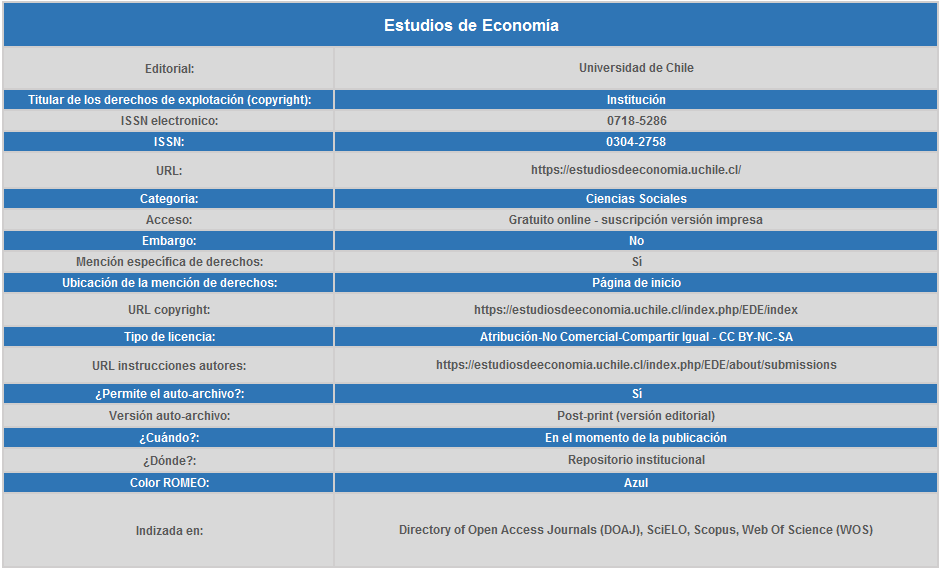 Estudios de Economía
Editorial: Universidad de Chile
Titular de los derechos de explotación (copyright): Institución
ISSN electronico: 0718-5286
ISSN: 0304-2758
URL: https://estudiosdeeconomia.uchile.cl/
Categoria: Ciencias Sociales
Acceso: Gratuito online - suscripción versión impresa
Embargo: No
Mención específica de derechos: Sì
Ubicación de la mención de derechos: Página de inicio
URL copyright: https://estudiosdeeconomia.uchile.cl/index.php/EDE/index
Tipo de licencia: Atribución-No Comercial-Compartir Igual - CC BY-NC-SA
URL instrucciones autores: https://estudiosdeeconomia.uchile.cl/index.php/EDE/about/submissions
¿Permite el auto-archivo?: Sì
Versión auto-archivo: Post-print (versión editorial)
¿Cuándo?: En el momento de la publicación
¿Dónde?: Repositorio institucional
Color ROMEO: Azul
Indizada en: Directory of Open Access Journals (DOAJ), SciELO, Scopus, Web Of Science (WOS)